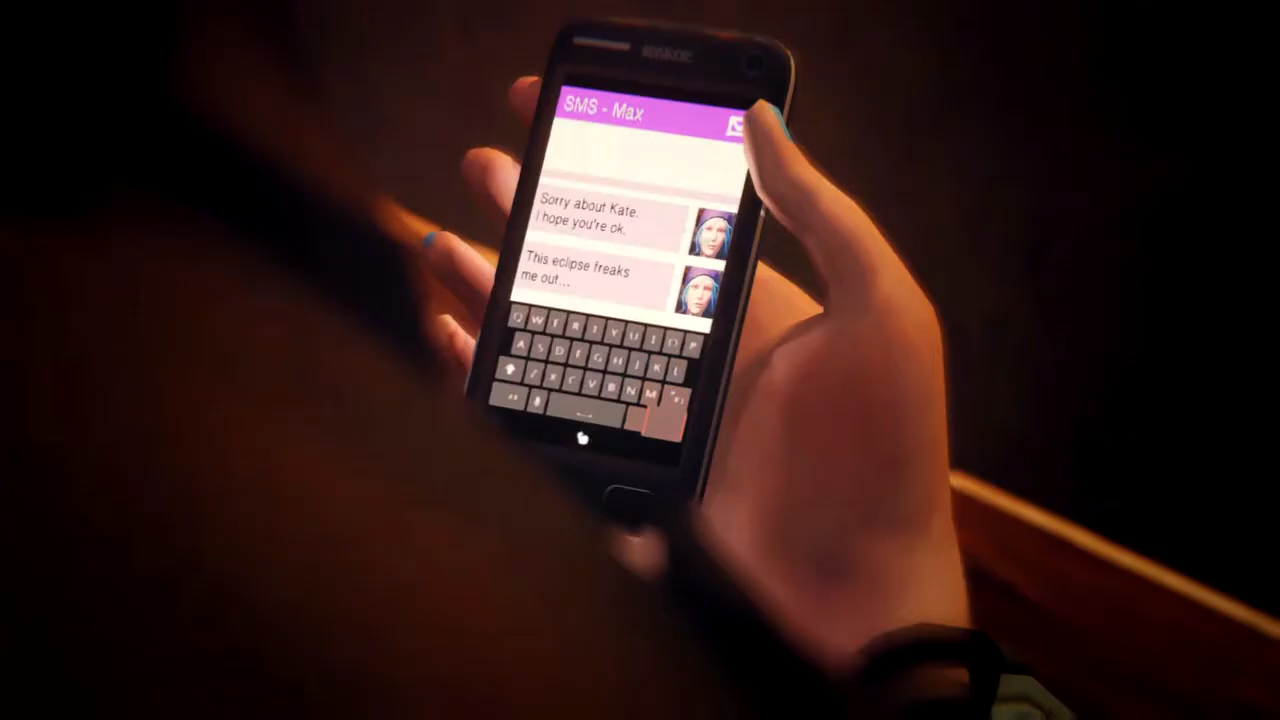 SMS - Max
Sorry about Kate.
I hope you're ok.
This eclipse freaks
me out...
Q W E R T Y U I O P
A S D F G H J K L
Z X C V B N M